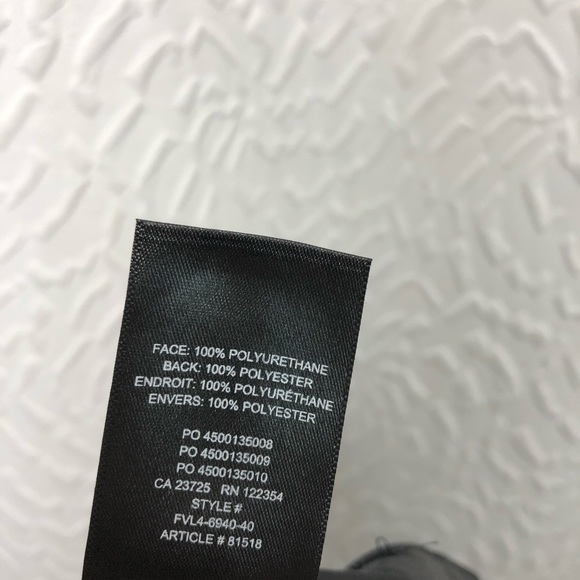 FACE: 100% POLYURETHANE
BACK: 100% POLYESTER
ENDROIT: 100% POLYURÉTHANE
ENVERS: 100% POLYESTER
PO 4500135008
PO 4500135009
PO 4500135010
CA 23725 RN 122354
STYLE #
FVL4-6940-40
ARTICLE # 81518